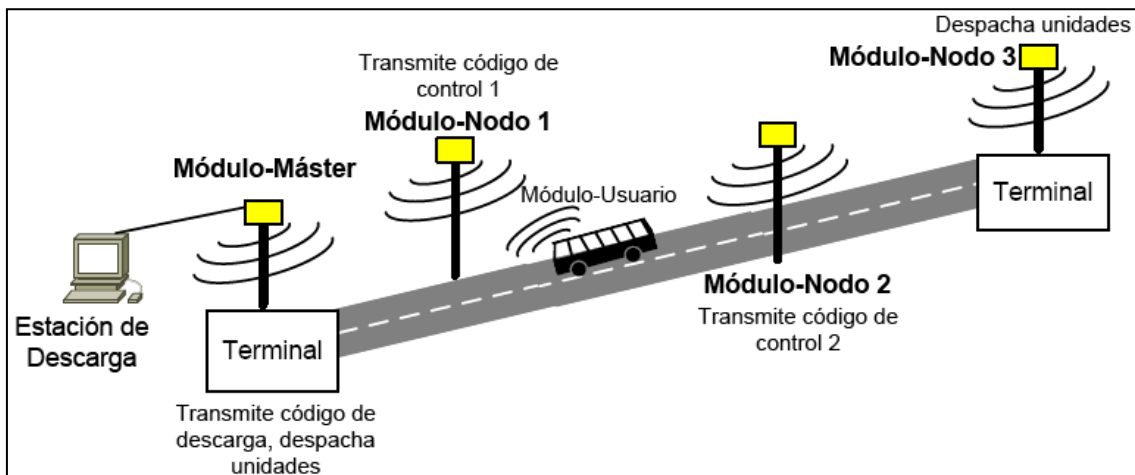 Despacha unidades
Módulo-Nodo 3
Transmite código de
control 1
Módulo-Nodo 1
Módulo-Máster
Módulo-Usuario
Terminal
Módulo-Nodo 2
Transmite código de
control 2
Estación de
Descarga
Terminal
Transmite código de
descarga, despacha
unidades